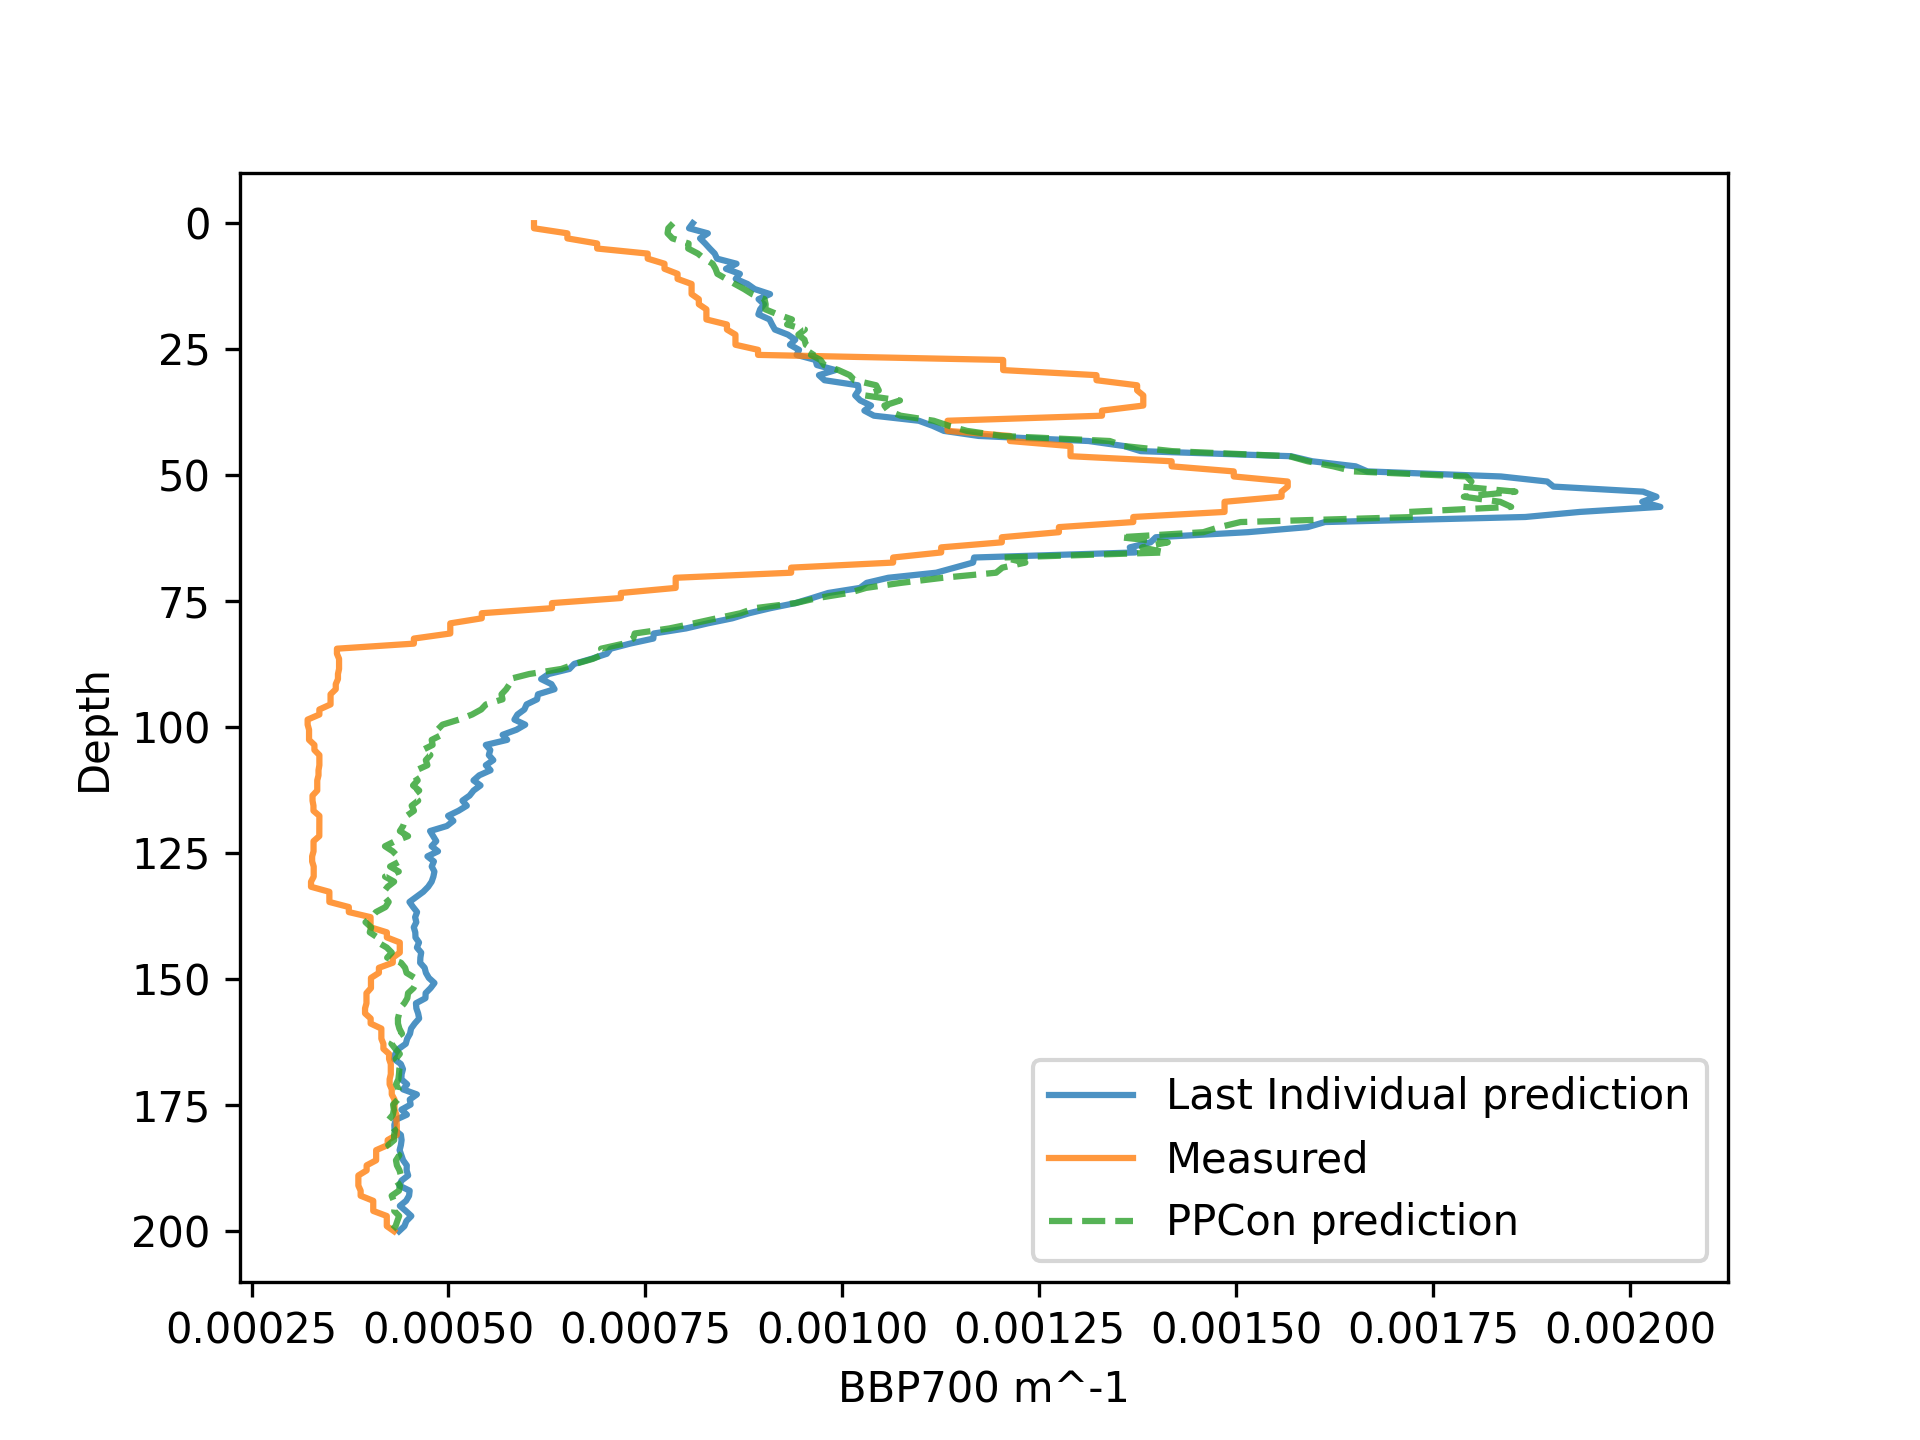 0
25
50
75
100
125
150
175
200
Depth
0.00025 0.00050 0.00075 0.00100 0.00125 0.00150 0.00175 0.00200
BBP700 m^-1
Last Individual prediction
Measured
PPCon prediction